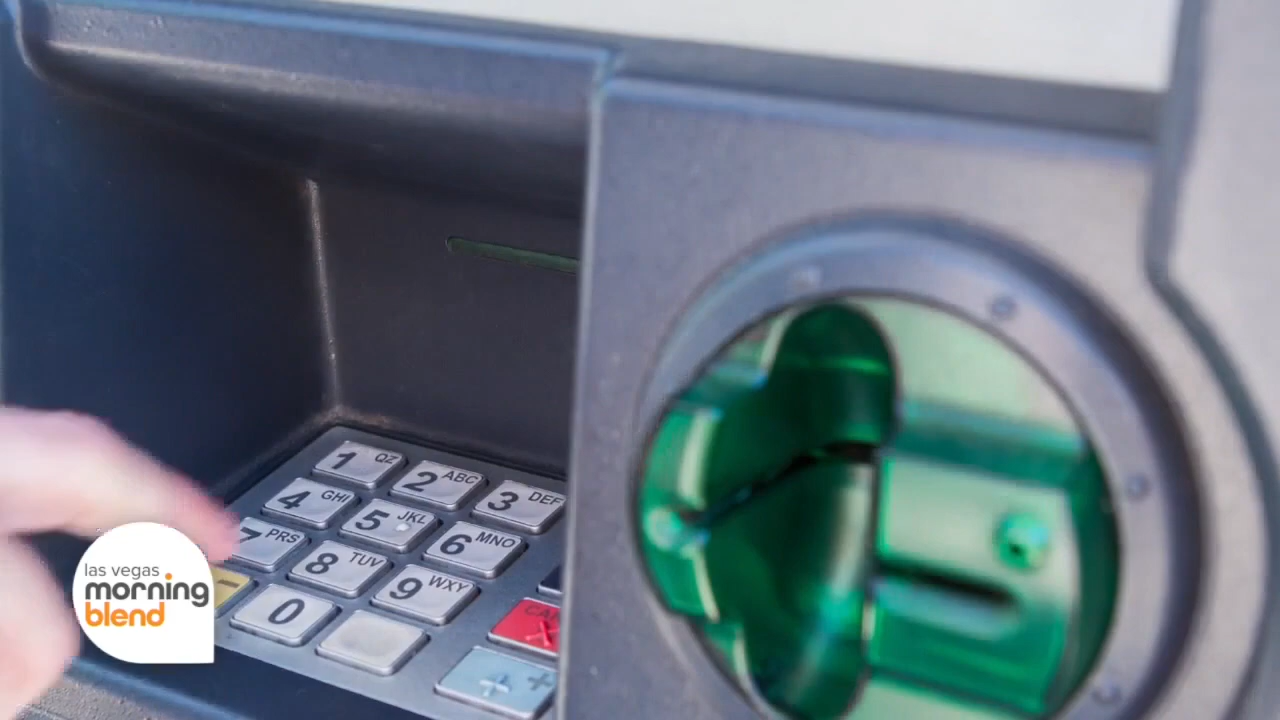 1 QZ
2 ABC
3 DEF
4 GHI
5 JKL
6 MNO
7 PRS
8 TUV
9 WXY
0
las vegas
morning
blend